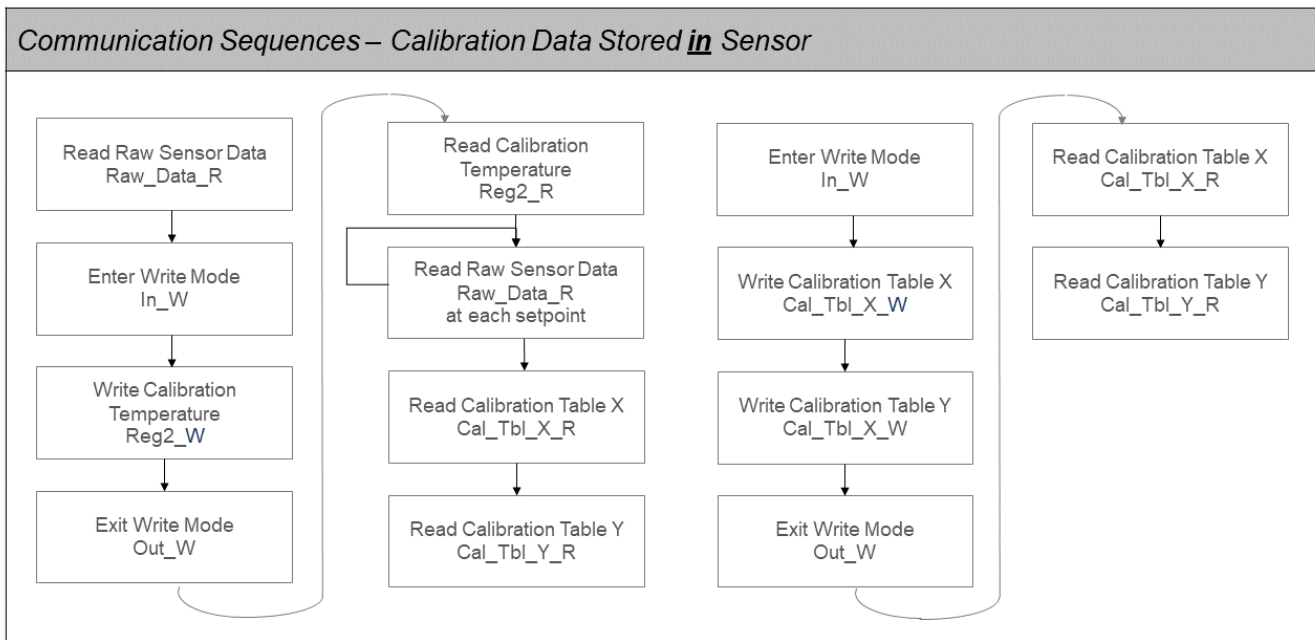 Communication Sequences – Calibration Data Stored in Sensor
Read Raw Sensor Data
Raw_Data_R
Enter Write Mode
In_W
Write Calibration
Temperature
Reg2_W
Exit Write Mode
Out_W
Read Calibration
Temperature
Reg2_R
Read Raw Sensor Data
Raw_Data_R
at each setpoint
Read Calibration Table X
Cal_Tbl_X_R
Read Calibration Table Y
Cal_Tbl_Y_R
Enter Write Mode
In_W
Write Calibration Table X
Cal_Tbl_X_W
Write Calibration Table Y
Cal_Tbl_X_W
Exit Write Mode
Out_W
Read Calibration Table X
Cal_Tbl_X_R
Read Calibration Table Y
Cal_Tbl_Y_R